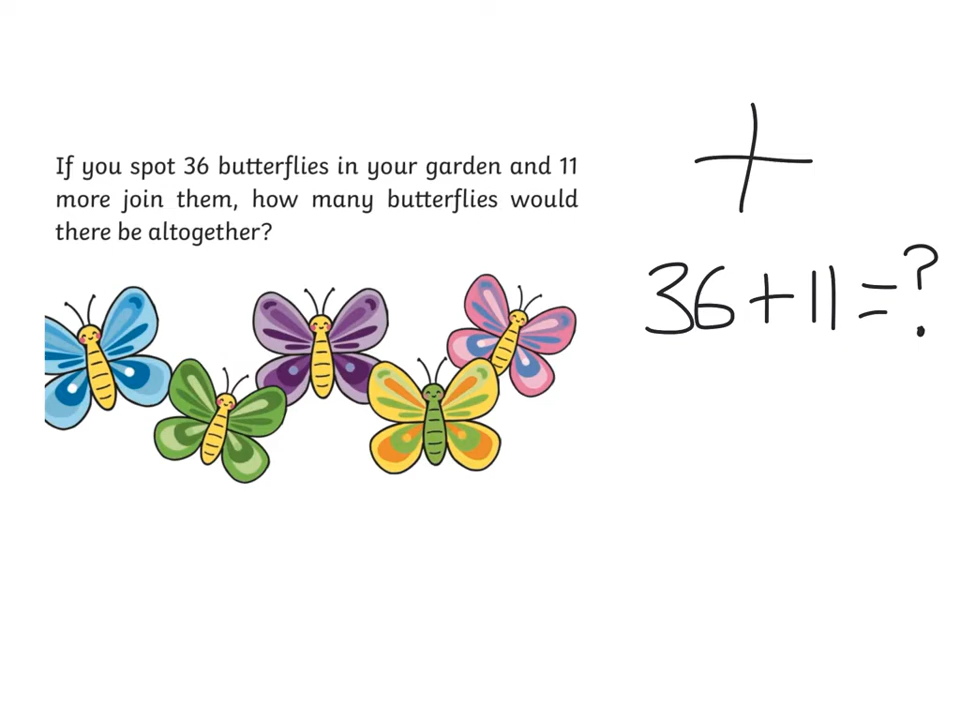 If you spot 36 butterflies in your garden and 11
more join them, how many butterflies would
there be altogether?
+
36+11=?